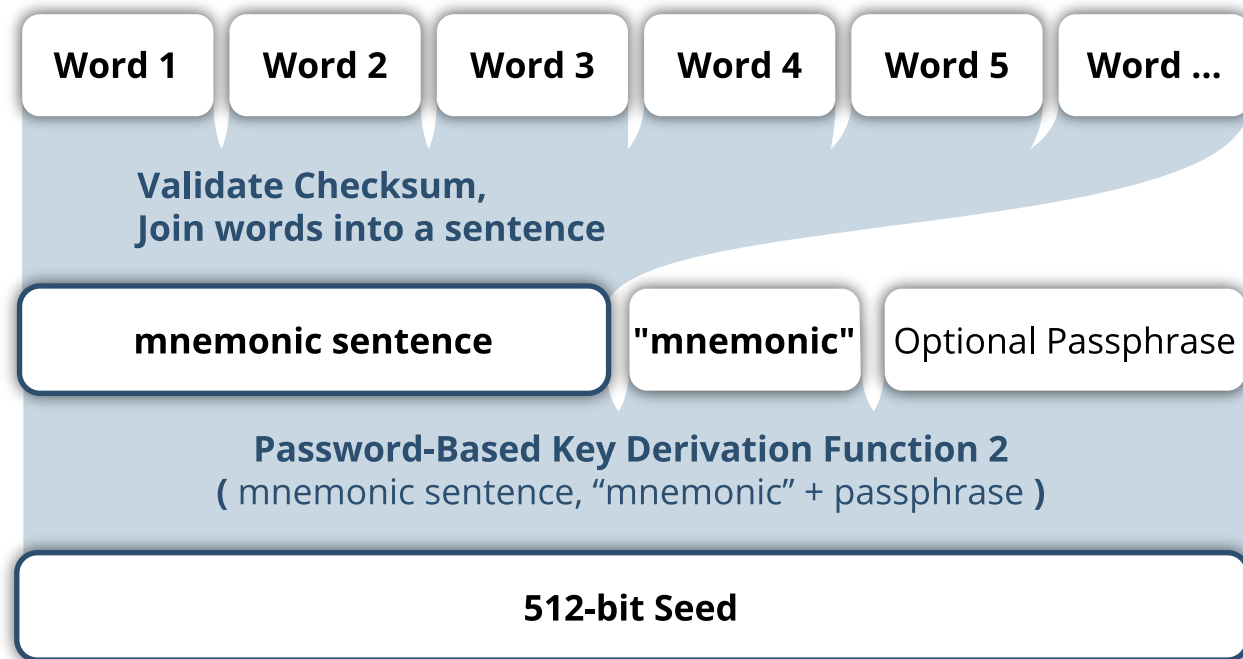 Word 1 Word 2 Word 3 Word 4 Word 5 Word ...
Validate Checksum,
Join words into a sentence
mnemonic sentence "mnemonic" Optional Passphrase
Password-Based Key Derivation Function 2
( mnemonic sentence, “mnemonic” + passphrase )
512-bit Seed